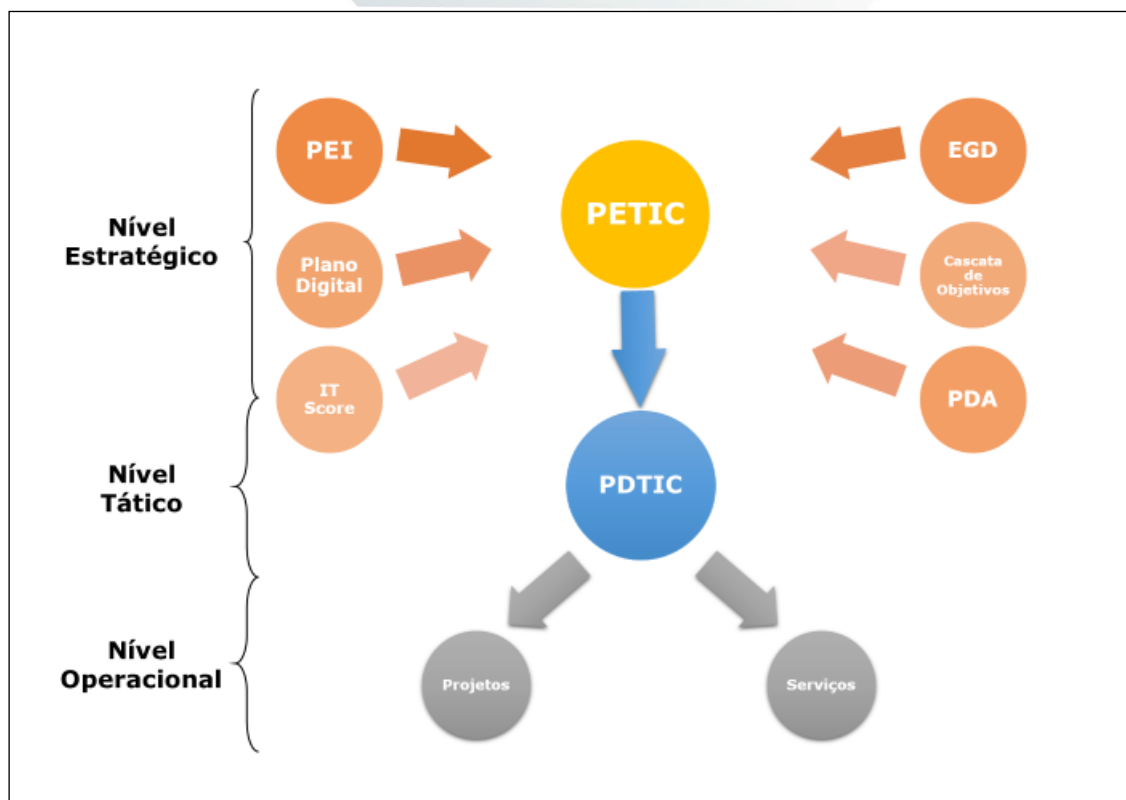 Nível
Estratégico
PEI
Plano
Digital
IT
Score
PETIC
EGD
Cascata
de
Objetivos
PDA
Nível
Tático
PDTIC
Nível
Operacional
Projetos
Serviços